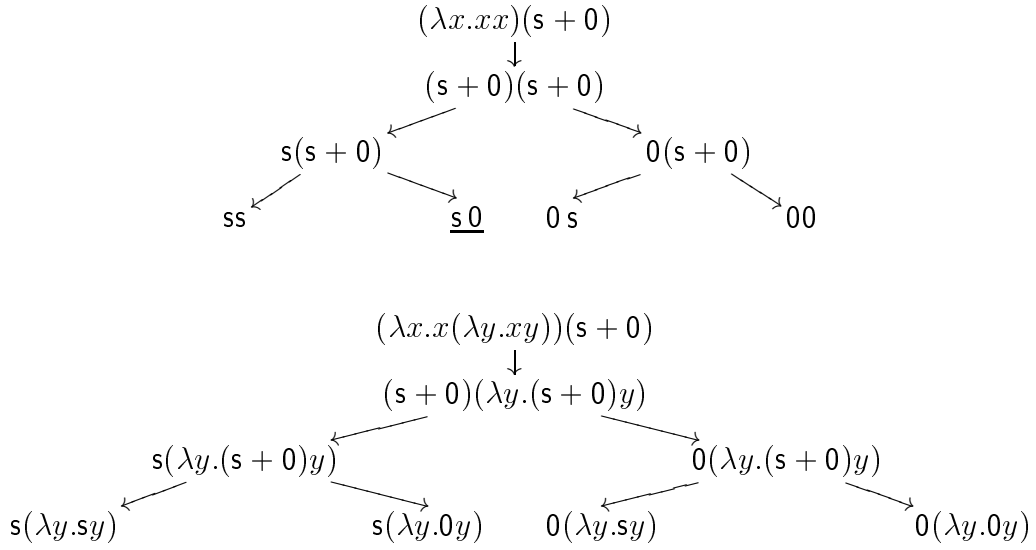 (λx.xx)(s + 0)
(s + 0)(s + 0)
s(s + 0) 0(s + 0)
ss s 0 0 s 00
(λx.x(λy.xy))(s + 0)
(s + 0)(λy.(s + 0)y)
s(λy.(s + 0)y) 0(λy.(s + 0)y)
s(λy.sy) s(λy.0y) 0(λy.sy) 0(λy.0y)